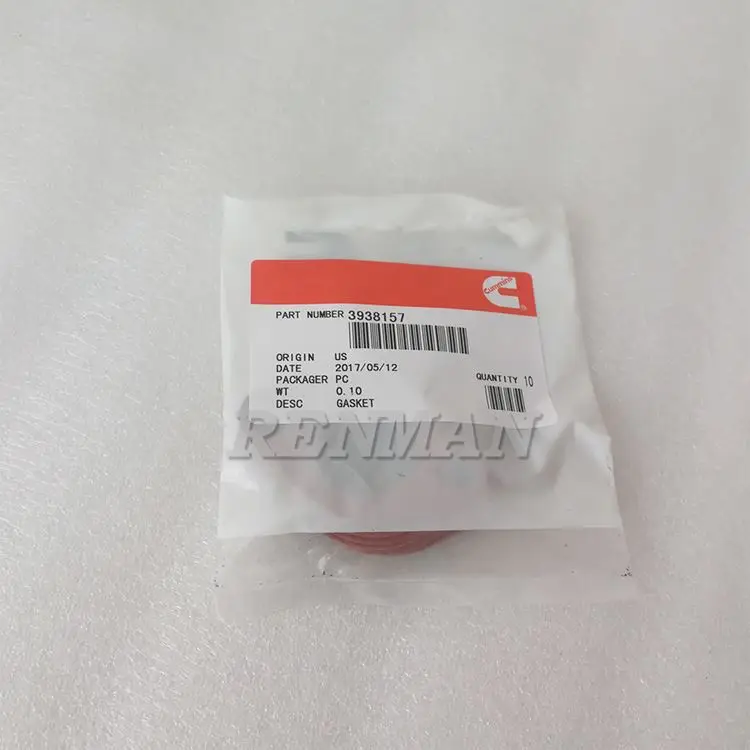 Cummins
PART NUMBER 3938157
ORIGIN US
DATE 2017/05/12
PACKAGER PC
QUANTITY 10
WT 0.10
DESC GASKET
RENMAN